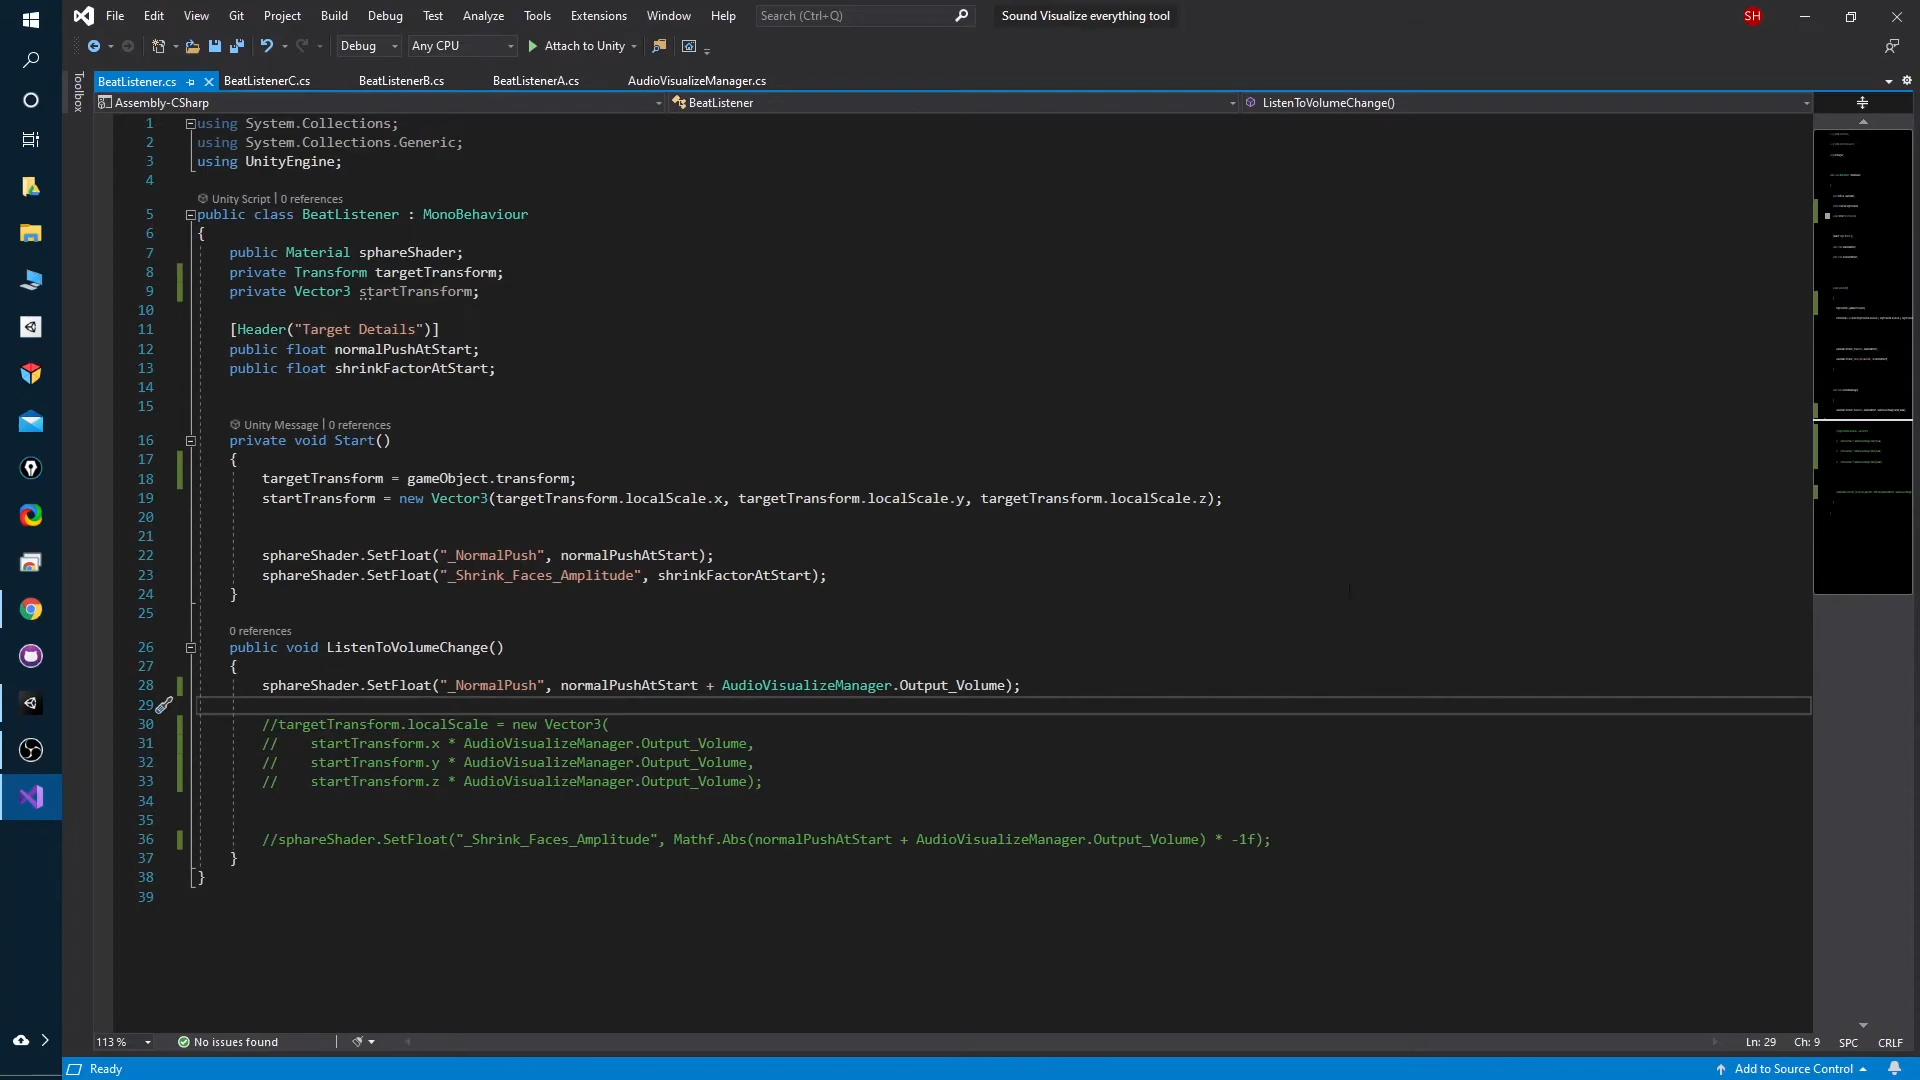 File Edit View Git Project Build Debug Test Analyze Tools Extensions Window Help Search (Ctrl+Q) Sound Visualize everything tool SH
Debug Any CPU Attach to Unity
Toolbox
BeatListener.cs BeatListenerC.cs BeatListenerB.cs BeatListenerA.cs AudioVisualizeManager.cs
Assembly-CSharp BeatListener ListenToVolumeChange()
1 using System.Collections;
2 using System.Collections.Generic;
3 using UnityEngine;
4
Unity Script | 0 references
5 public class BeatListener : MonoBehaviour
6 {
7 public Material sphareShader;
8 private Transform targetTransform;
9 private Vector3 startTransform;
10
11 [Header("Target Details")]
12 public float normalPushAtStart;
13 public float shrinkFactorAtStart;
14
15
Unity Message | 0 references
16 private void Start()
17 {
18 targetTransform = gameObject.transform;
19 startTransform = new Vector3(targetTransform.localScale.x, targetTransform.localScale.y, targetTransform.localScale.z);
20
21
22 sphareShader.SetFloat("_NormalPush", normalPushAtStart);
23 sphareShader.SetFloat("_Shrink_Faces_Amplitude", shrinkFactorAtStart);
24 }
25
0 references
26 public void ListenToVolumeChange()
27 {
28 sphareShader.SetFloat("_NormalPush", normalPushAtStart + AudioVisualizeManager.Output_Volume);
29
30 //targetTransform.localScale = new Vector3(
31 // startTransform.x * AudioVisualizeManager.Output_Volume,
32 // startTransform.y * AudioVisualizeManager.Output_Volume,
33 // startTransform.z * AudioVisualizeManager.Output_Volume);
34
35
36 //sphareShader.SetFloat("_Shrink_Faces_Amplitude", Mathf.Abs(normalPushAtStart + AudioVisualizeManager.Output_Volume) * -1f);
37 }
38 }
39
113 % No issues found Ln: 29 Ch: 9 SPC CRLF
Ready Add to Source Control